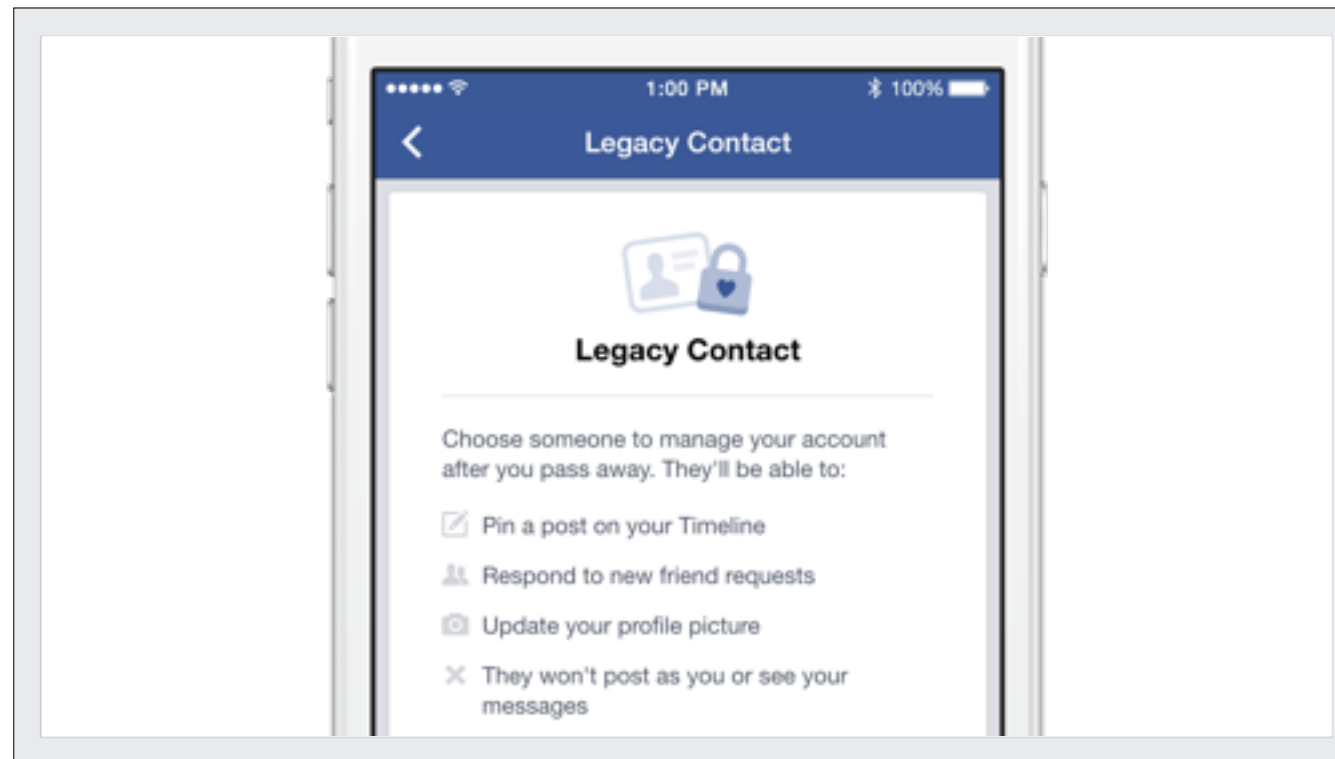 1:00 PM
100%
Legacy Contact
Legacy Contact
Choose someone to manage your account
after you pass away. They'll be able to:
Pin a post on your Timeline
Respond to new friend requests
Update your profile picture
They won't post as you or see your
messages